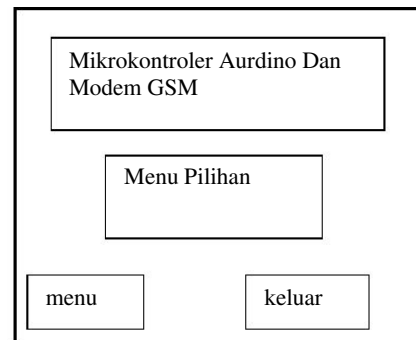 Mikrokontroler Aurdino Dan
Modem GSM
Menu Pilihan
menu
keluar